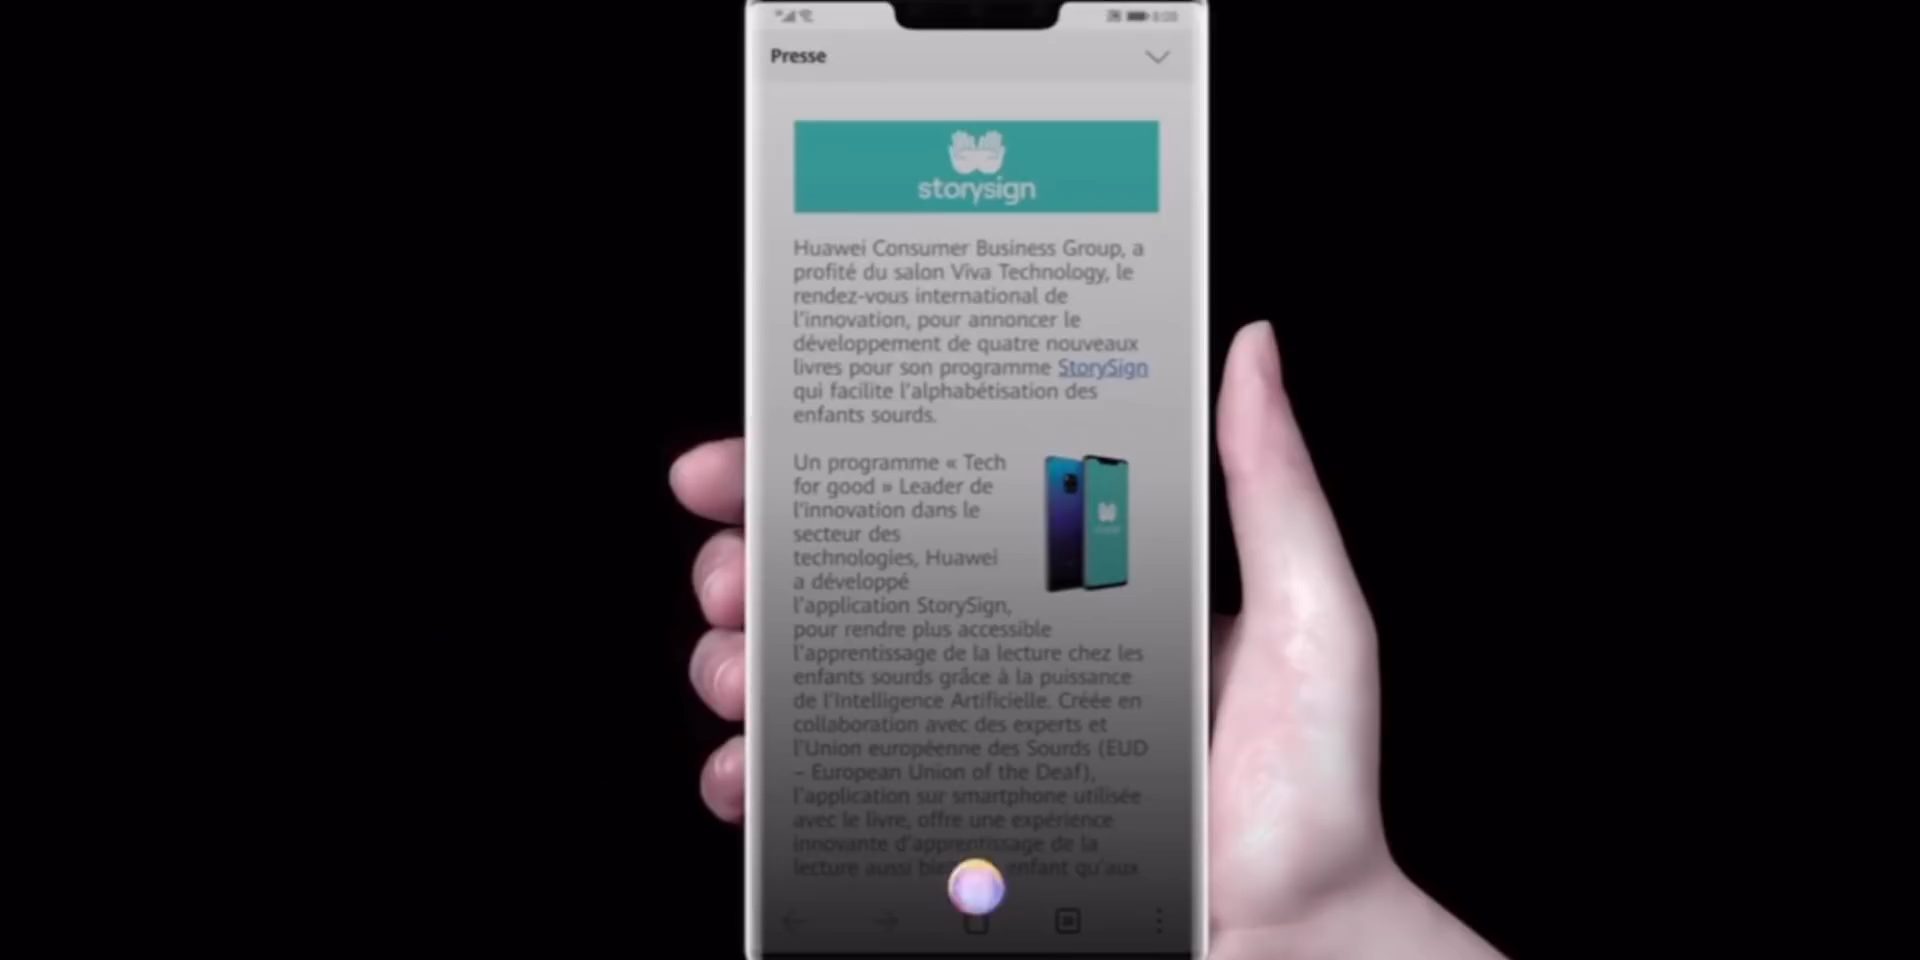 Presse
storysign
Huawei Consumer Business Group, a
profité du salon Viva Technology, le
rendez-vous international de
l'innovation, pour annoncer le
développement de quatre nouveaux
livres pour son programme StorySign
qui facilite l'alphabétisation des
enfants sourds.
Un programme « Tech
for good » Leader de
l'innovation dans le
secteur des
technologies, Huawei
a développé
l'application StorySign,
pour rendre plus accessible
l'apprentissage de la lecture chez les
enfants sourds grâce à la puissance
de l'Intelligence Artificielle. Créée en
collaboration avec des experts et
l'Union européenne des Sourds (EUD
– European Union of the Deaf),
l'application sur smartphone utilisée
avec le livre, offre une expérience
innovante d'apprentissage de la
lecture aussi enfant qu'aux